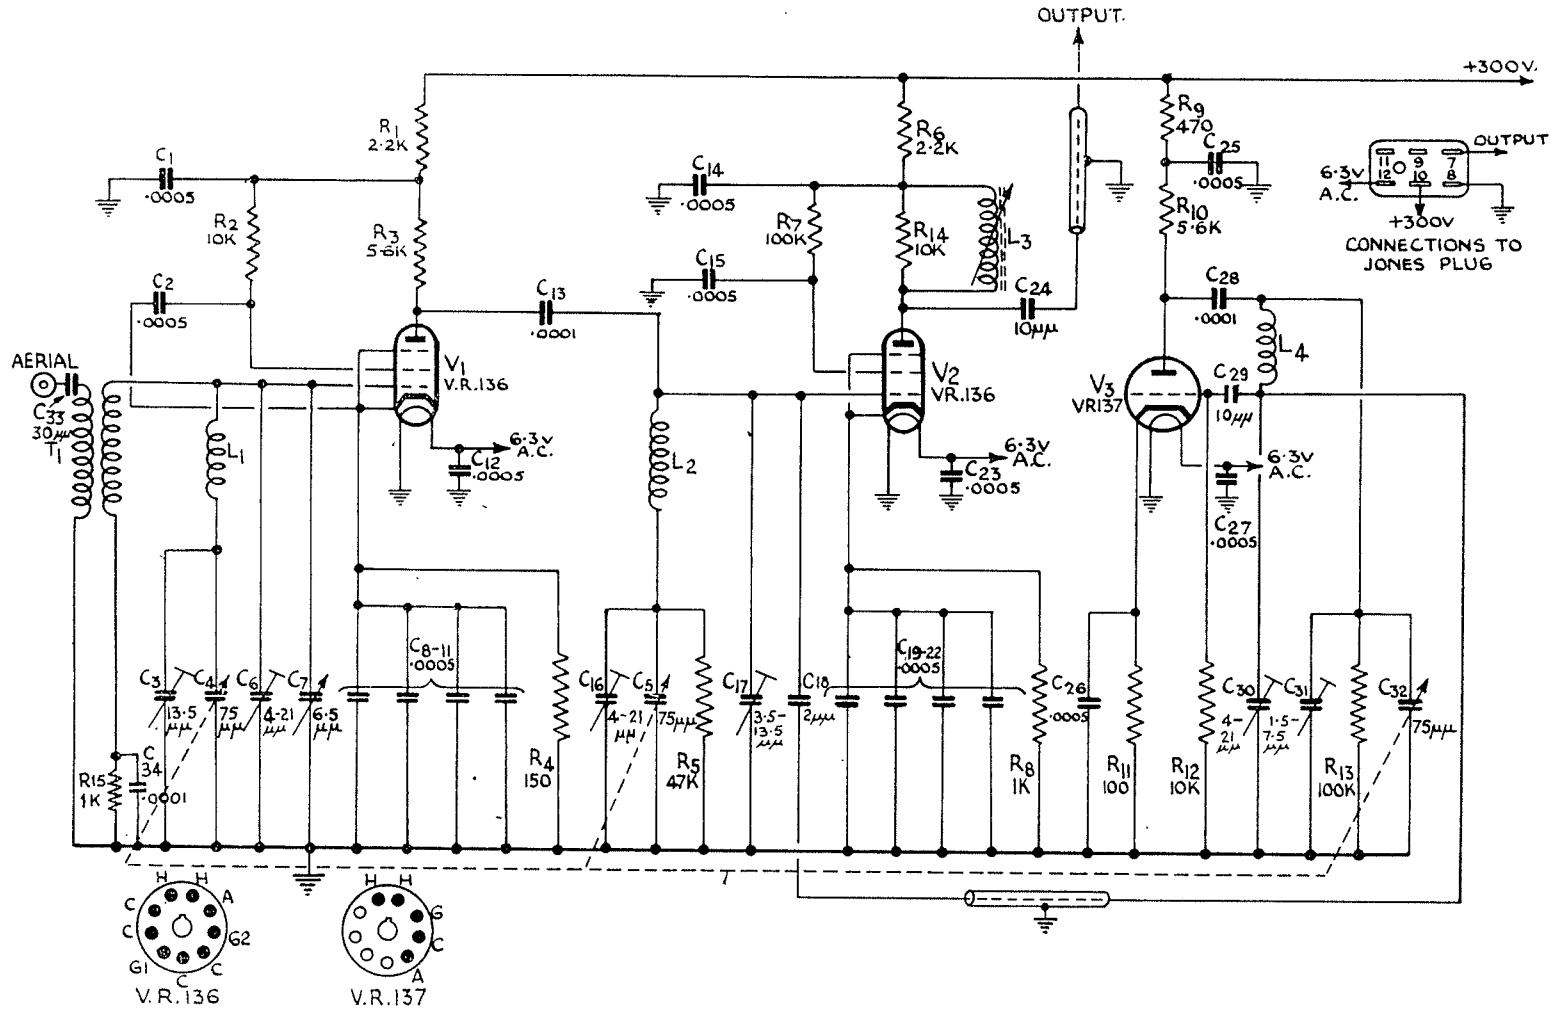 OUTPUT.
+300V.
R1
2.2K
R6
2.2K
R9
470
C25
.0005
OUTPUT
11 9 7
12 10 8
6.3V
A.C.
+300V
CONNECTIONS TO
JONES PLUG
C1
.0005
C14
.0005
R2
10K
R3
5.6K
R7
100K
R14
10K
L3
R10
5.6K
C2
.0005
C13
.0001
C15
.0005
C24
10μμ
C28
.0001
L4
AERIAL
C33
30μμ
T1
V1
V.R.136
V2
VR.136
V3
VR137
C29
10μμ
L1
6.3V
A.C.
C12
.0005
L2
6.3V
A.C.
C23
.0005
6.3V
A.C.
C27
.0005
C8-11
.0005
C19-22
.0005
C3
13.5
μμ
C4
75
μμ
C6
4-21
μμ
C7
6.5
μμ
C16
4-21
μμ
C5
75μμ
C17
3.5-
13.5
μμ
C18
2μμ
C26
.0005
C30
4-
21
μμ
C31
1.5-
7.5
μμ
C32
75μμ
R15
1K
C
34
.0001
R4
150
R5
47K
R8
1K
R11
100
R12
10K
R13
100K
H H
C A
C G2
G1 C
C
V.R.136
H H
G
C
A
V.R.137